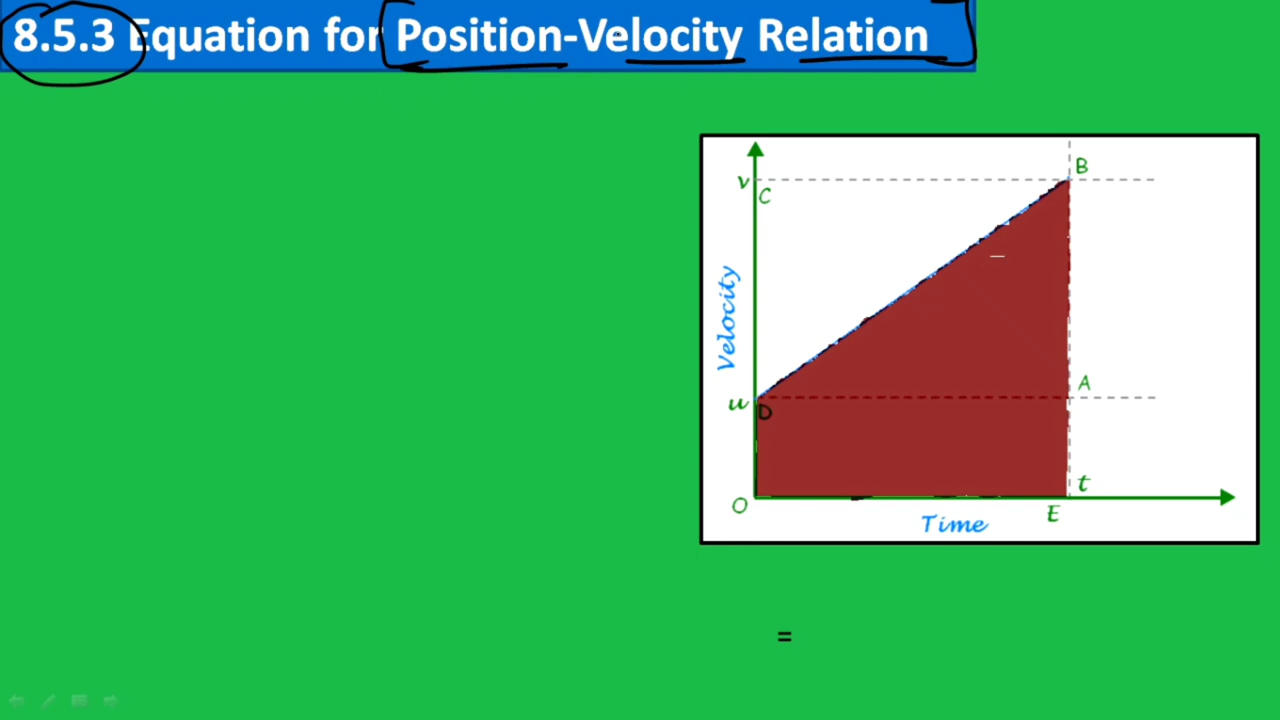 8.5.3 Equation for Position-Velocity Relation
B
v
C
Velocity
A
u
D
t
O
E
Time
=